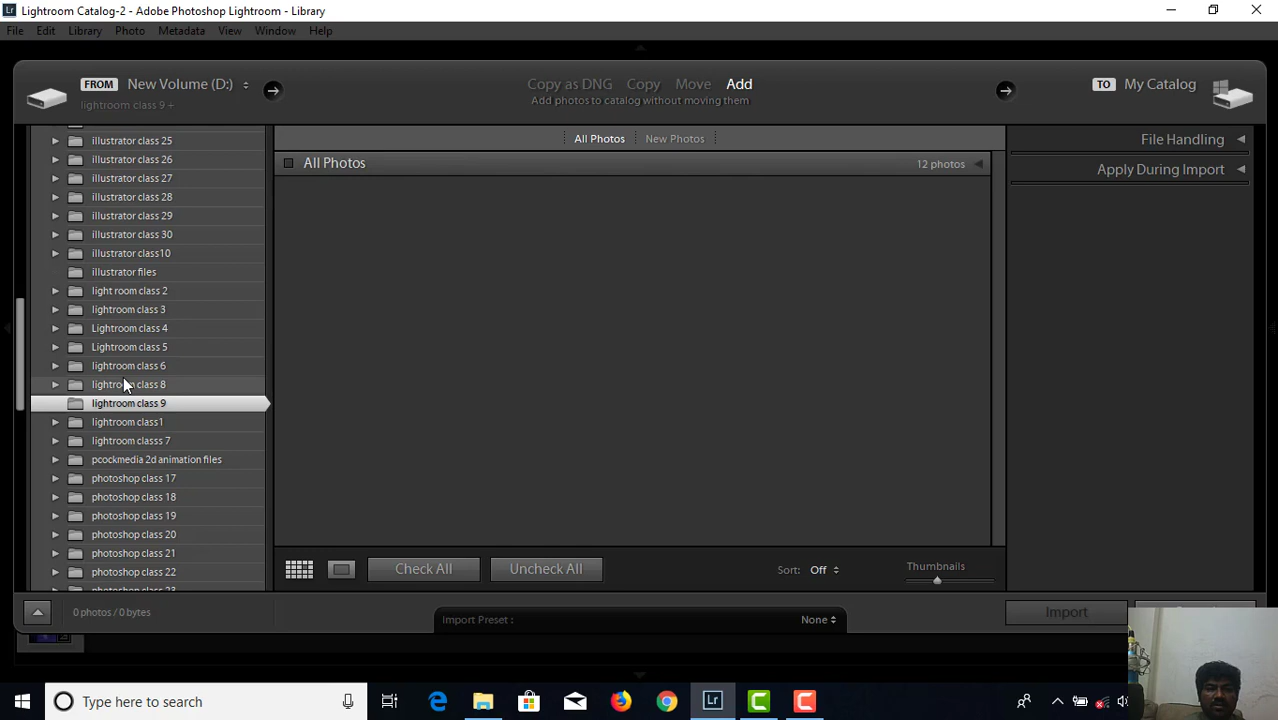 Lightroom Catalog-2 - Adobe Photoshop Lightroom - Library
File Edit Library Photo Metadata View Window Help
FROM New Volume (D:)
lightroom class 9 +
Copy as DNG Copy Move Add
Add photos to catalog without moving them
TO My Catalog
All Photos New Photos
File Handling
All Photos 12 photos
Apply During Import
illustrator class 25
illustrator class 26
illustrator class 27
illustrator class 28
illustrator class 29
illustrator class 30
illustrator class10
illustrator files
light room class 2
lightroom class 3
Lightroom class 4
Lightroom class 5
lightroom class 6
lightroom class 8
lightroom class 9
lightroom class1
lightroom classs 7
pcockmedia 2d animation files
photoshop class 17
photoshop class 18
photoshop class 19
photoshop class 20
photoshop class 21
photoshop class 22
Check All Uncheck All Sort: Off Thumbnails
0 photos / 0 bytes
Import Preset : None
Import
Lr Type here to search Lr